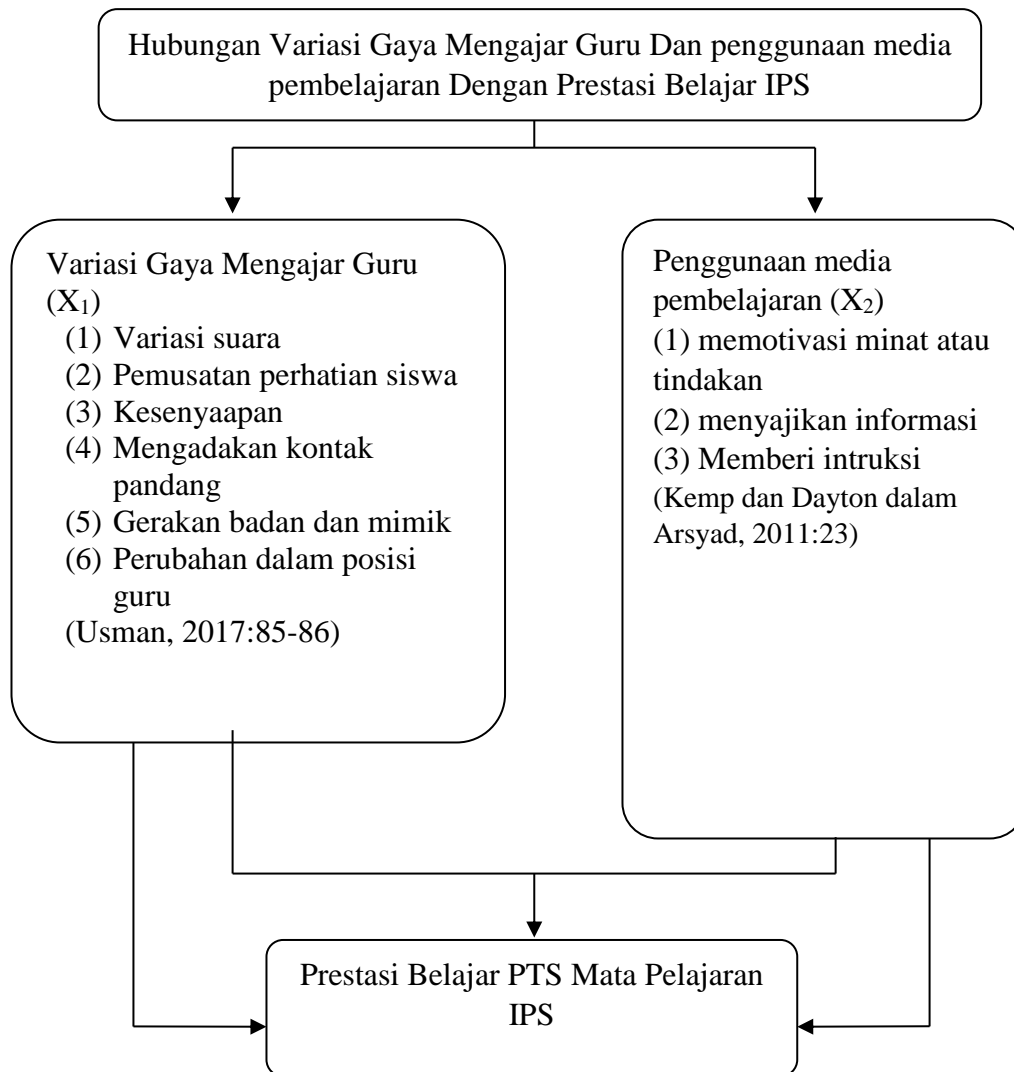 Hubungan Variasi Gaya Mengajar Guru Dan penggunaan media
pembelajaran Dengan Prestasi Belajar IPS
Variasi Gaya Mengajar Guru
(X₁)
(1) Variasi suara
(2) Pemusatan perhatian siswa
(3) Kesenyaapan
(4) Mengadakan kontak
pandang
(5) Gerakan badan dan mimik
(6) Perubahan dalam posisi
guru
(Usman, 2017:85-86)
Penggunaan media
pembelajaran (X₂)
(1) memotivasi minat atau
tindakan
(2) menyajikan informasi
(3) Memberi intruksi
(Kemp dan Dayton dalam
Arsyad, 2011:23)
Prestasi Belajar PTS Mata Pelajaran
IPS